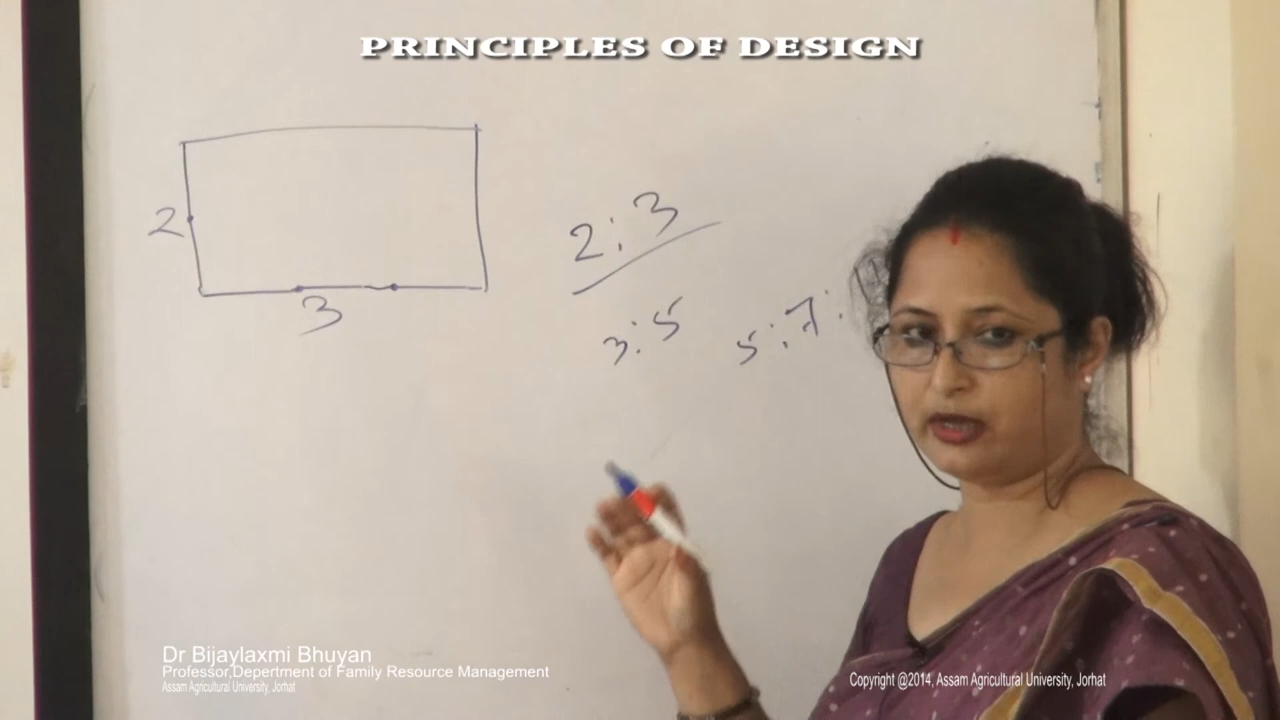 PRINCIPLES OF DESIGN
2
3
2:3
3:5
5:7:
Dr Bijaylaxmi Bhuyan
Professor,Depertment of Family Resource Management
Assam Agricultural University, Jorhat
Copyright @2014, Assam Agricultural University, Jorhat